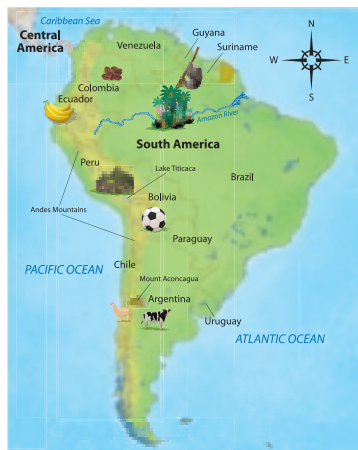 Caribbean Sea
Central
America
Guyana
Venezuela
Suriname
N
W
E
S
Colombia
Ecuador
Amazon River
South America
Peru
Lake Titicaca
Brazil
Bolivia
Andes Mountains
Paraguay
PACIFIC OCEAN
Chile
Mount Aconcagua
Argentina
Uruguay
ATLANTIC OCEAN